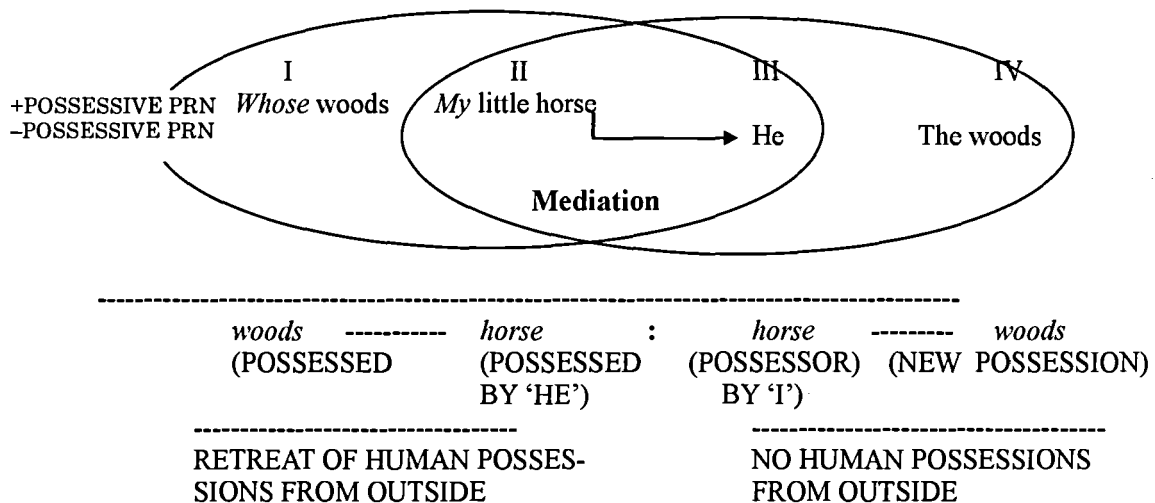 I II III IV
+POSSESSIVE PRN Whose woods My little horse
–POSSESSIVE PRN He The woods
Mediation
woods ---------- horse : horse --------- woods
(POSSESSED (POSSESSED (POSSESSOR) (NEW POSSESSION)
BY ‘HE’) BY ‘I’)
RETREAT OF HUMAN POSSES- NO HUMAN POSSESSIONS
SIONS FROM OUTSIDE FROM OUTSIDE